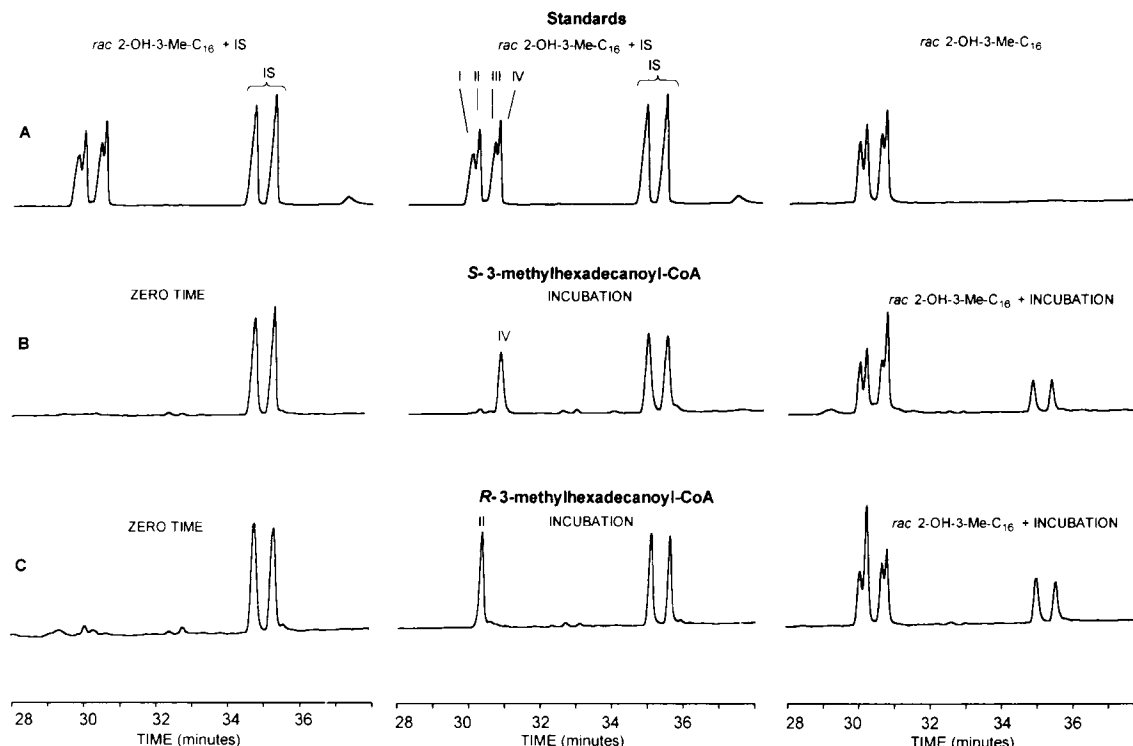 Standards
rac 2-OH-3-Me-C16 + IS
rac 2-OH-3-Me-C16 + IS
rac 2-OH-3-Me-C16
IS
IS
I II III IV
A
S-3-methylhexadecanoyl-CoA
ZERO TIME
INCUBATION
rac 2-OH-3-Me-C16 + INCUBATION
B
IV
R-3-methylhexadecanoyl-CoA
ZERO TIME
INCUBATION
rac 2-OH-3-Me-C16 + INCUBATION
II
C
28 30 32 34 36
28 30 32 34 36
28 30 32 34 36
TIME (minutes)
TIME (minutes)
TIME (minutes)